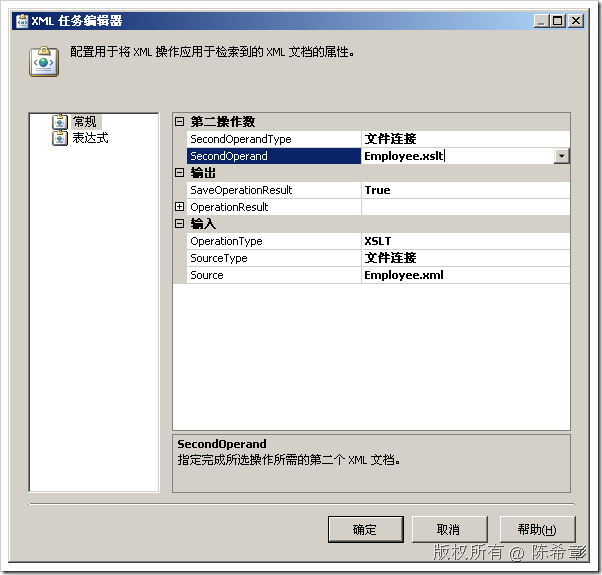 XML 任务编辑器
配置用于将 XML 操作应用于检索到的 XML 文档的属性。
常规
表达式
第二操作数
SecondOperandType 文件连接
SecondOperand Employee.xslt
输出
SaveOperationResult True
OperationResult
输入
OperationType XSLT
SourceType 文件连接
Source Employee.xml
SecondOperand
指定完成所选操作所需的第二个 XML 文档。
确定 取消 帮助(H)
版权所有 @ 陈希章